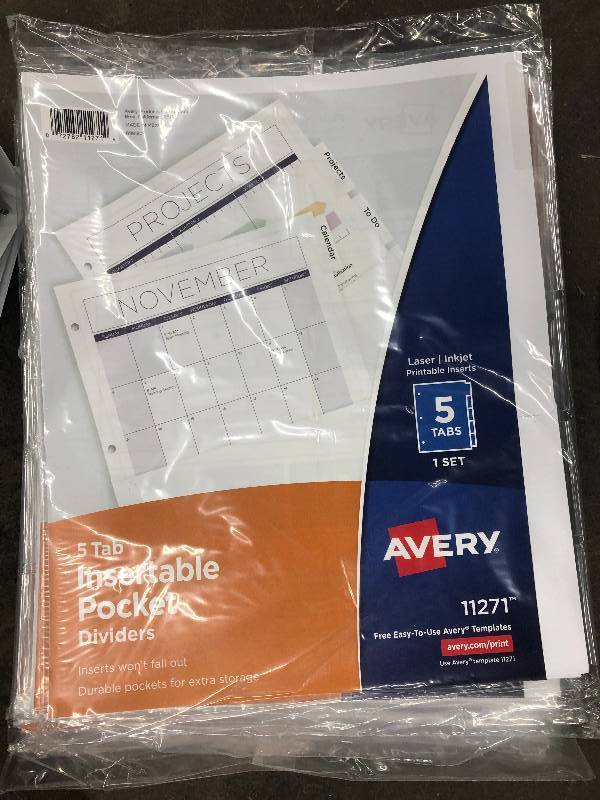 Avery Products
PROJECTS
Projects
To Do
Calendar
NOVEMBER
Laser | Inkjet
Printable Inserts
5
TABS
1 SET
5 Tab
Insertable
Pocket
Dividers
Inserts won't fall out
Durable pockets for extra storage
AVERY®
11271™
Free Easy-To-Use Avery® Templates
avery.com/print
Use Avery® template 11271